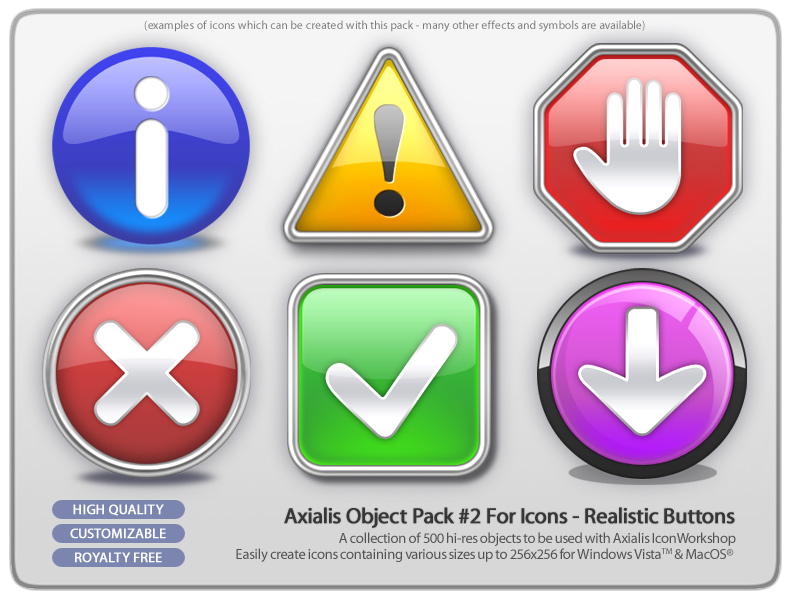 (examples of icons which can be created with this pack - many other effects and symbols are available)
HIGH QUALITY
CUSTOMIZABLE
ROYALTY FREE
Axialis Object Pack #2 For Icons - Realistic Buttons
A collection of 500 hi-res objects to be used with Axialis IconWorkshop
Easily create icons containing various sizes up to 256x256 for Windows Vista™ & MacOS®